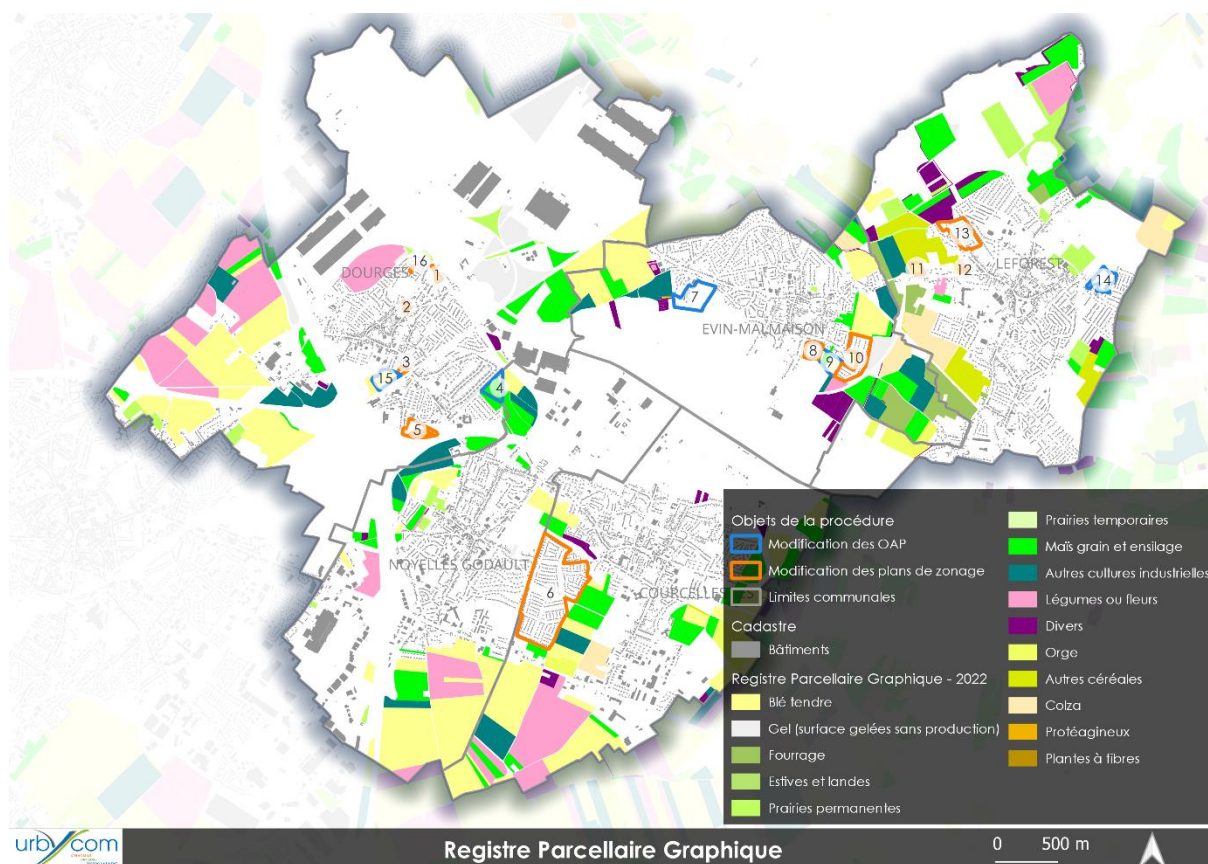 13
16
DOURGES
1
11
12
LEFOREST
14
7
2
EVIN-MALMAISON
8
9
10
3
15
4
5
NOYELLES GODAULT
6
COURCELLES
Objets de la procédure
Modification des OAP
Modification des plans de zonage
Limites communales
Cadastre
Bâtiments
Registre Parcellaire Graphique - 2022
Blé tendre
Gel (surface gelées sans production)
Fourrage
Estives et landes
Prairies permanentes
Prairies temporaires
Maïs grain et ensilage
Autres cultures industrielles
Légumes ou fleurs
Divers
Orge
Autres céréales
Colza
Protéagineux
Plantes à fibres
urbycom
Registre Parcellaire Graphique
0 500 m